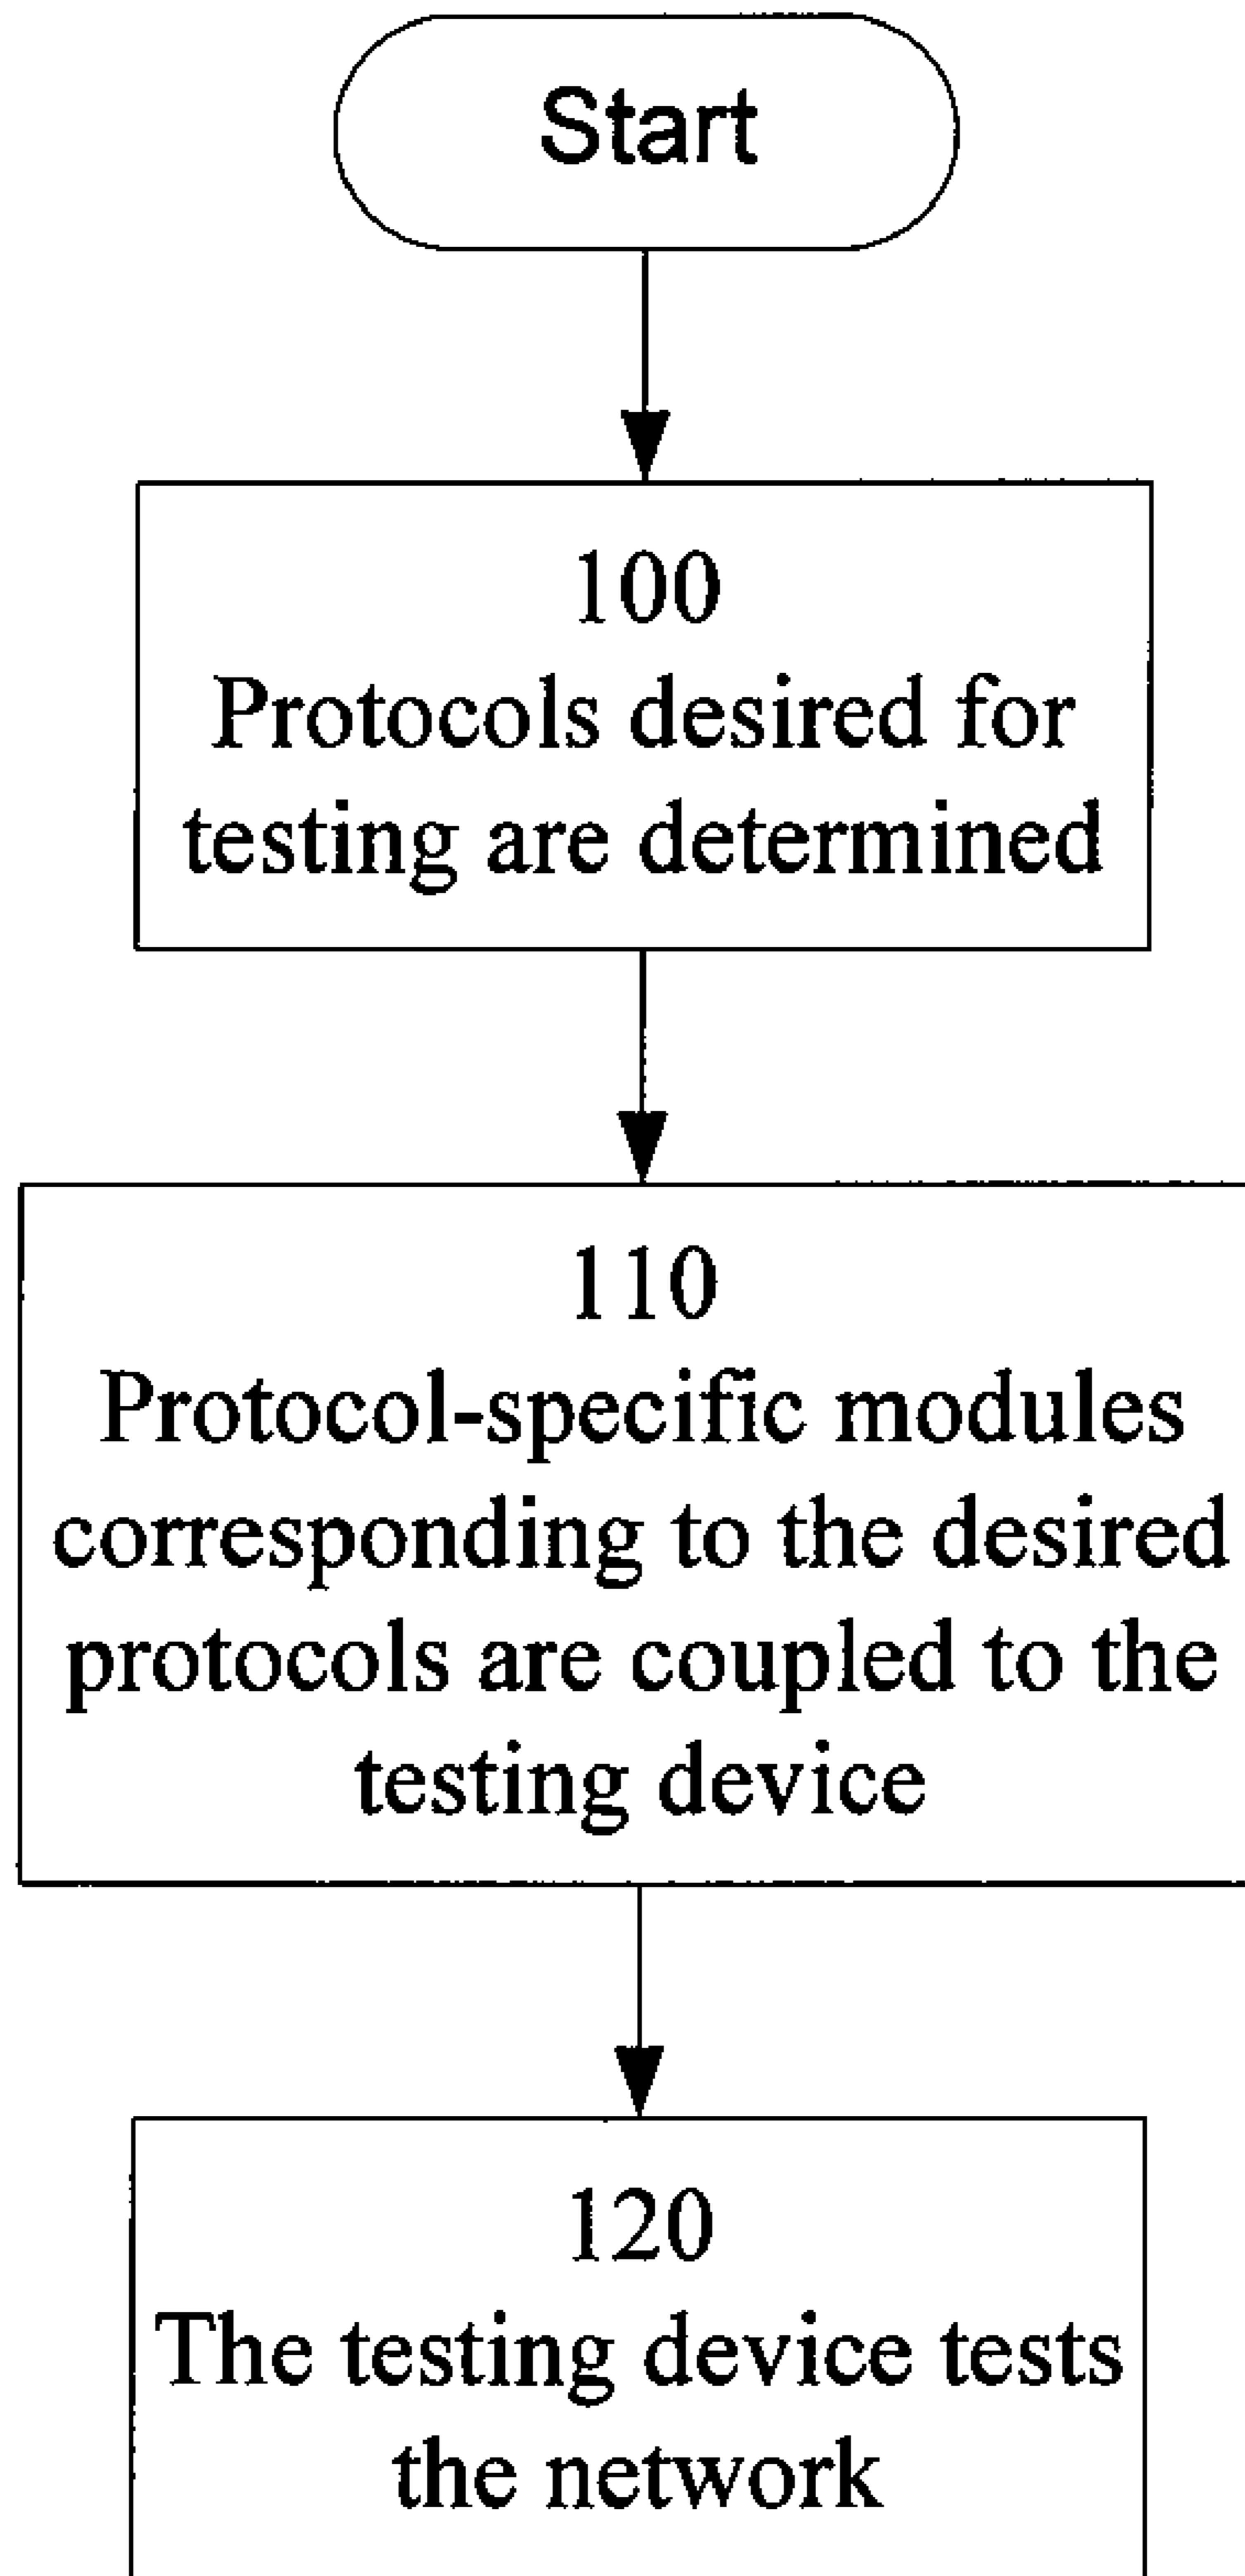 Start
100
Protocols desired for
testing are determined
110
Protocol-specific modules
corresponding to the desired
protocols are coupled to the
testing device
120
The testing device tests
the network